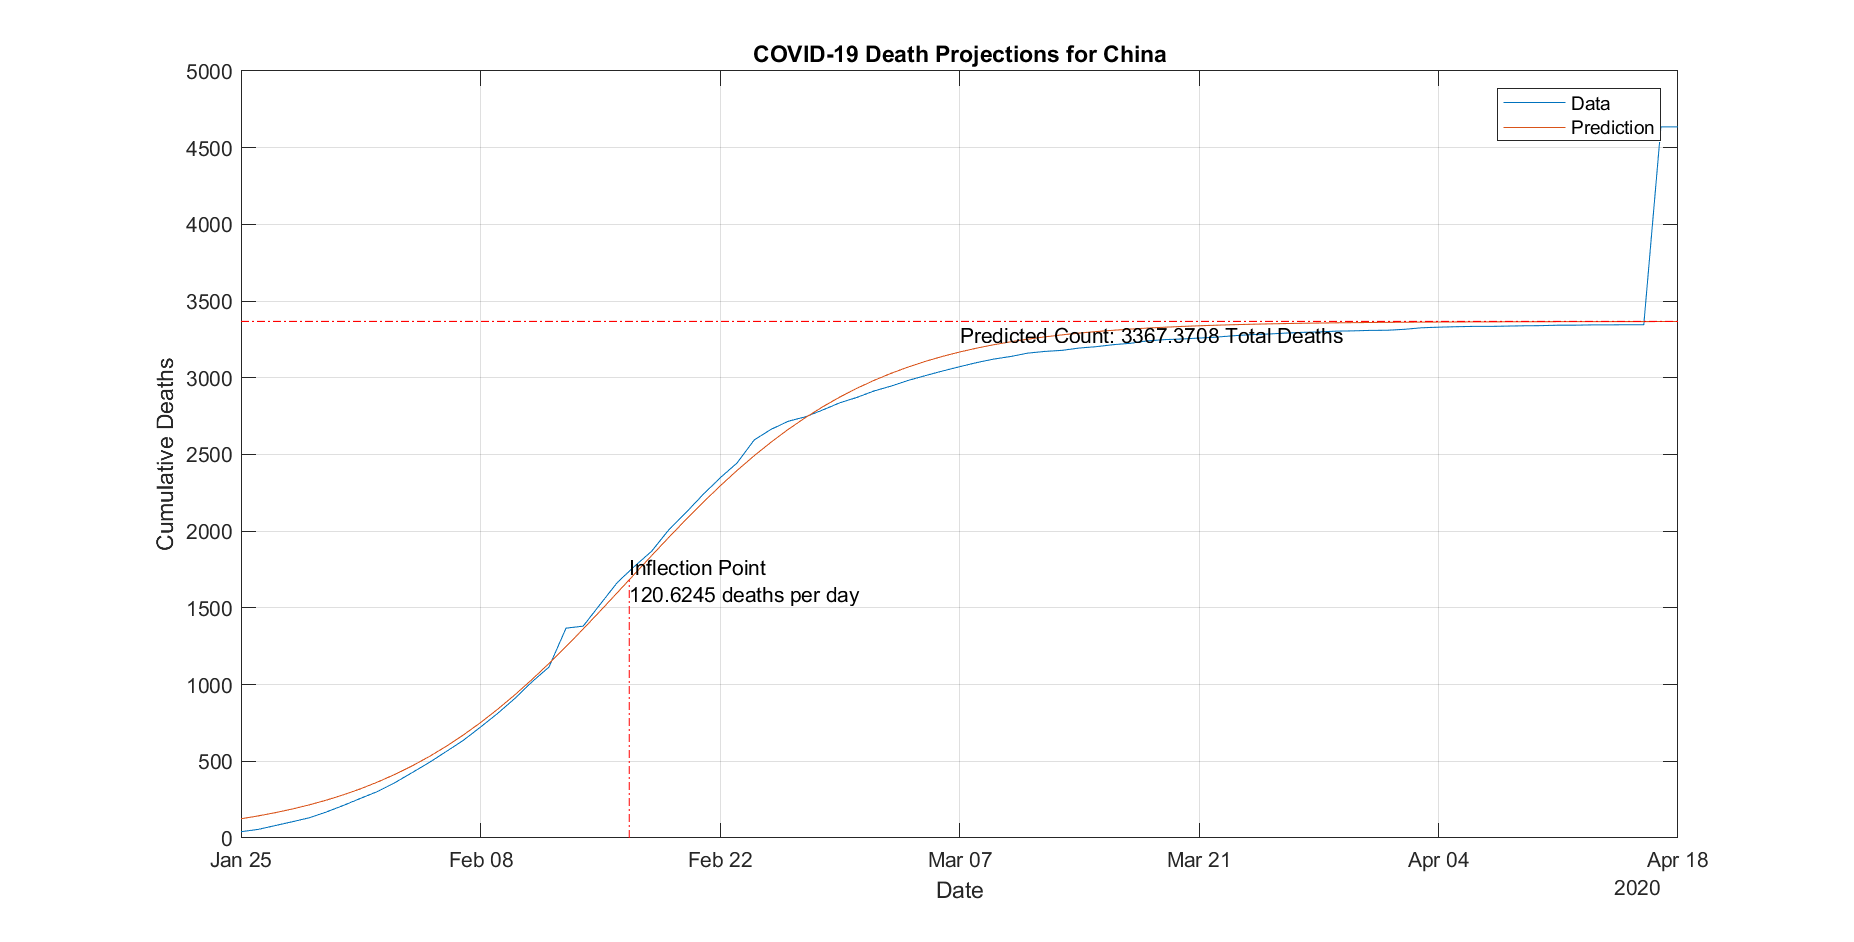 COVID-19 Death Projections for China
5000
4500
4000
3500
3000
2500
2000
1500
1000
500
0
Cumulative Deaths
Data
Prediction
Predicted Count: 3367.3708 Total Deaths
Inflection Point
120.6245 deaths per day
Jan 25 Feb 08 Feb 22 Mar 07 Mar 21 Apr 04 Apr 18
2020
Date